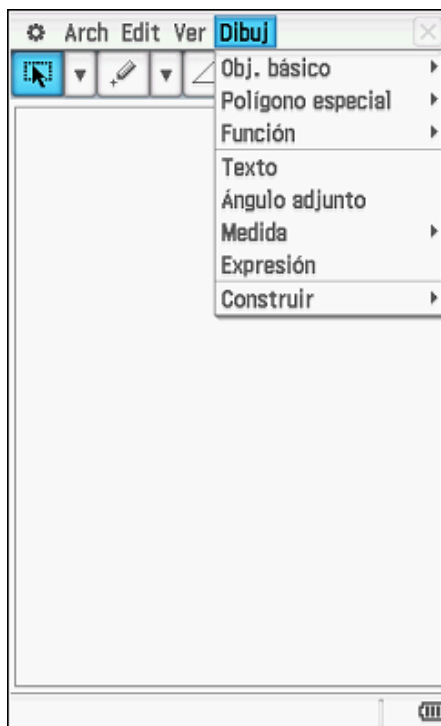 Arch Edit Ver Dibuj
Obj. básico
Polígono especial
Función
Texto
Ángulo adjunto
Medida
Expresión
Construir